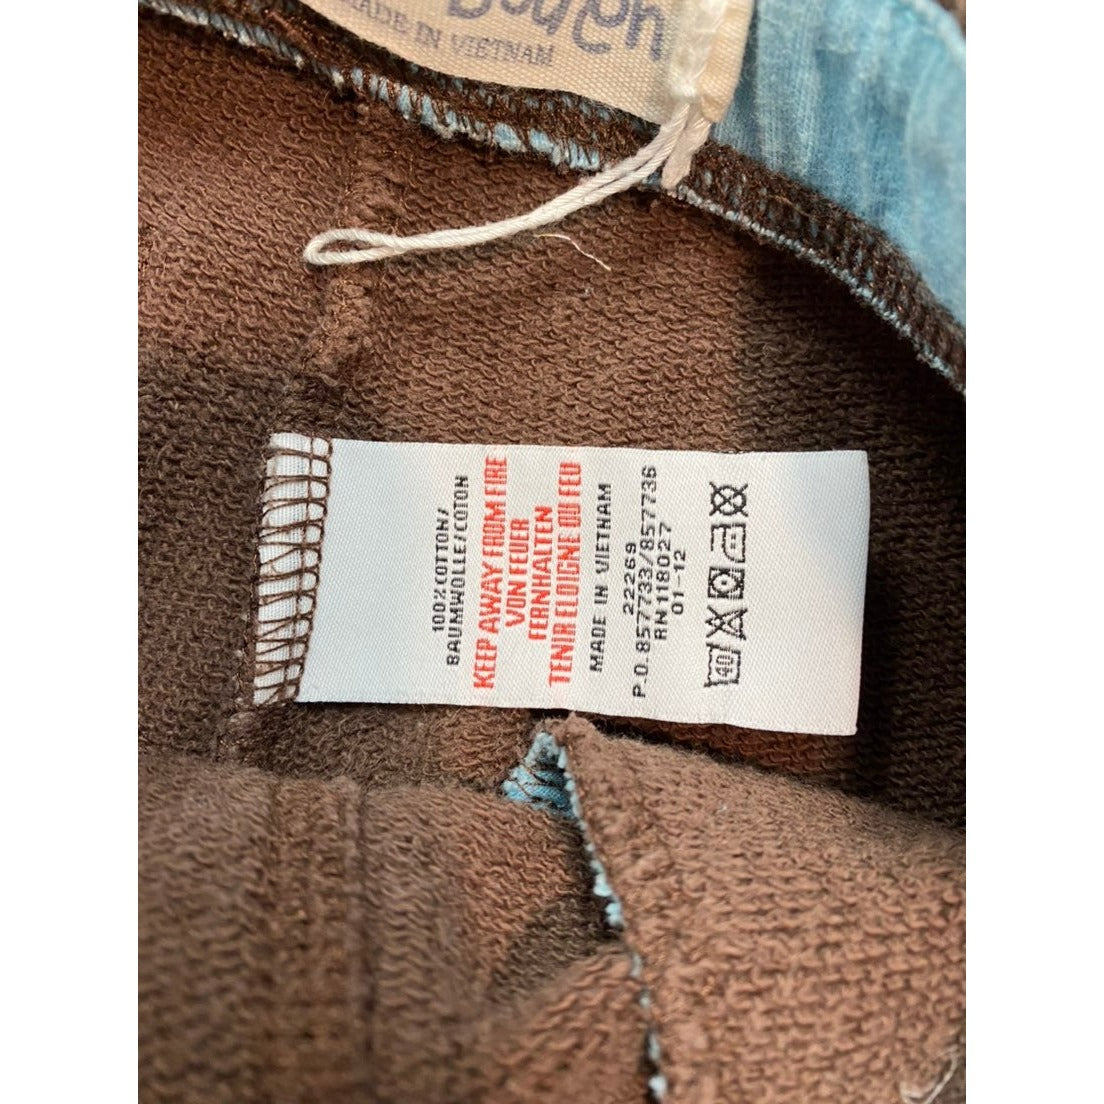 MADE IN VIETNAM
100%COTTON/
BAUMWOLLE/COTON
KEEP AWAY FROM FIRE
VON FEUER
FERNHALTEN
TENIR ELOIGNE DU FEU
MADE IN VIETNAM
22269
P.O.857733/857736
RN118027
01-12
40